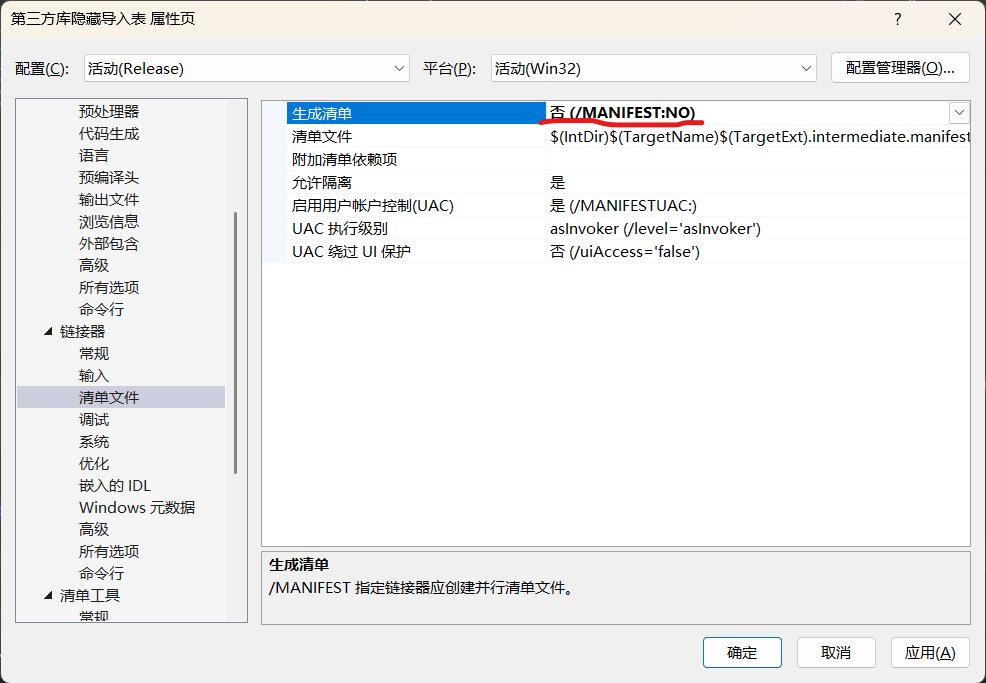 第三方库隐藏导入表 属性页 ?
配置(C): 活动(Release) 平台(P): 活动(Win32) 配置管理器(O)...
预处理器
代码生成
语言
预编译头
输出文件
浏览信息
外部包含
高级
所有选项
命令行
链接器
常规
输入
清单文件
调试
系统
优化
嵌入的 IDL
Windows 元数据
高级
所有选项
命令行
清单工具
常规
生成清单 否 (/MANIFEST:NO)
清单文件 $(IntDir)$(TargetName)$(TargetExt).intermediate.manifest
附加清单依赖项
允许隔离 是
启用用户帐户控制(UAC) 是 (/MANIFESTUAC:)
UAC 执行级别 asInvoker (/level='asInvoker')
UAC 绕过 UI 保护 否 (/uiAccess='false')
生成清单
/MANIFEST 指定链接器应创建并行清单文件。
确定 取消 应用(A)